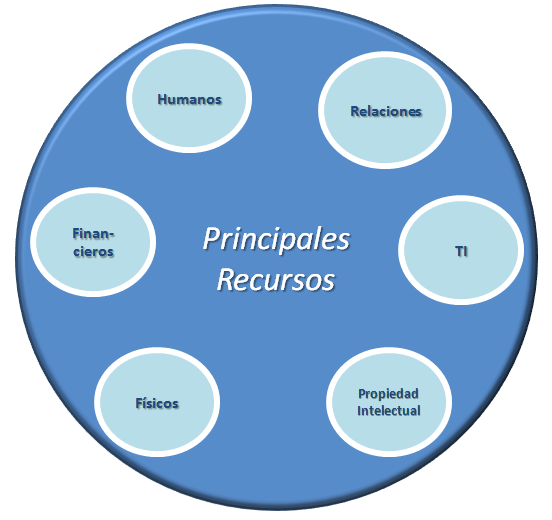 Humanos
Relaciones
Finan-
cieros
Principales
Recursos
TI
Físicos
Propiedad
Intelectual